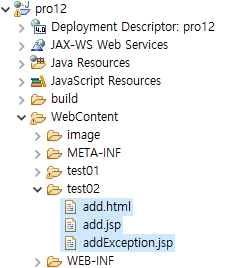 pro12
Deployment Descriptor: pro12
JAX-WS Web Services
Java Resources
JavaScript Resources
build
WebContent
image
META-INF
test01
test02
add.html
add.jsp
addException.jsp
WEB-INF